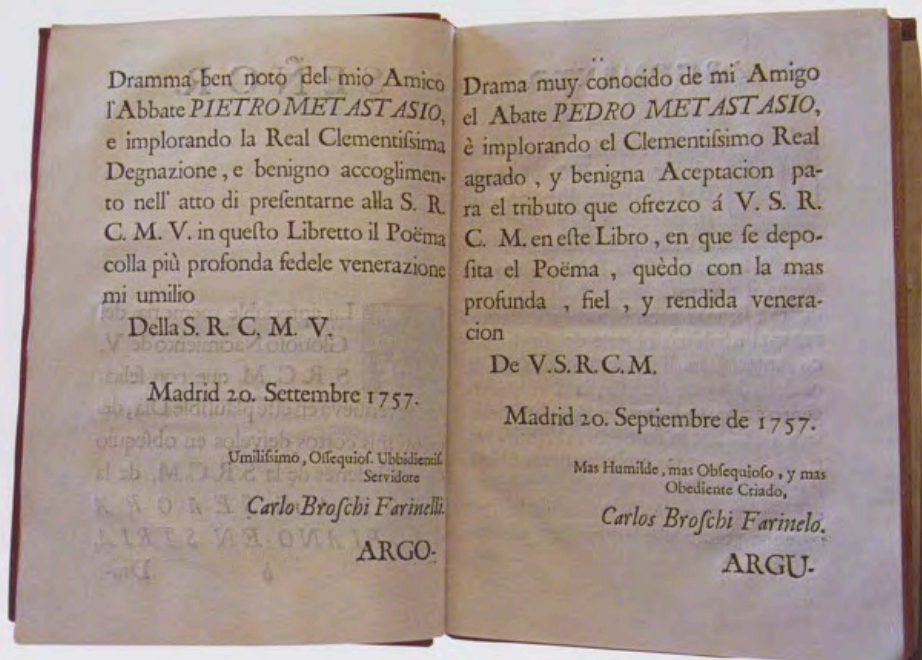 Dramma ben noto del mio Amico
l'Abbate PIETRO METASTASIO,
e implorando la Real Clementiſsima
Degnazione, e benigno accoglimen-
to nell' atto di preſentarne alla S. R.
C. M. V. in queſto Libretto il Poëma
colla più profonda fedele venerazione
mi umilio
Della S. R. C. M. V.
Madrid 20. Settembre 1757.
Umiliſsimo, Oſſequioſ. Ubbidientiſ.
Servidore
Carlo Broſchi Farinelli.
ARGO-
Drama muy conocido de mi Amigo
el Abate PEDRO METASTASIO,
è implorando el Clementiſsimo Real
agrado , y benigna Aceptacion pa-
ra el tributo que ofrezco á V. S. R.
C. M. en eſte Libro , en que ſe depo-
ſita el Poëma , quèdo con la mas
profunda , fiel , y rendida venera-
cion
De V.S.R.C.M.
Madrid 20. Septiembre de 1757.
Mas Humilde, mas Obſequioſo , y mas
Obediente Criado,
Carlos Broſchi Farinelo.
ARGU-